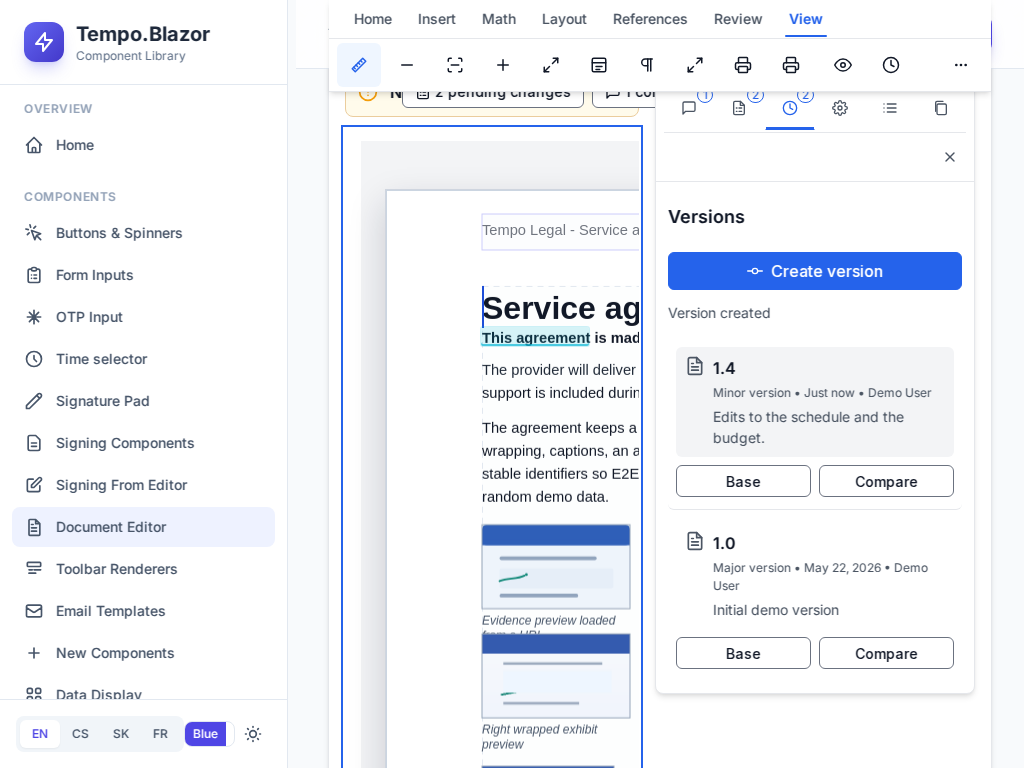 Tempo.Blazor
Component Library
OVERVIEW
Home
COMPONENTS
Buttons & Spinners
Form Inputs
OTP Input
Time selector
Signature Pad
Signing Components
Signing From Editor
Document Editor
Toolbar Renderers
Email Templates
New Components
Data Display
EN CS SK FR Blue
Home Insert Math Layout References Review View
2 pending changes
1 2 2
Tempo Legal - Service a
Service ag
This agreement is mad
The provider will deliver
support is included durin
The agreement keeps a
wrapping, captions, an a
stable identifiers so E2E
random demo data.
Evidence preview loaded
from a URL
Right wrapped exhibit
preview
Versions
Create version
Version created
1.4
Minor version • Just now • Demo User
Edits to the schedule and the
budget.
Base Compare
1.0
Major version • May 22, 2026 • Demo
User
Initial demo version
Base Compare